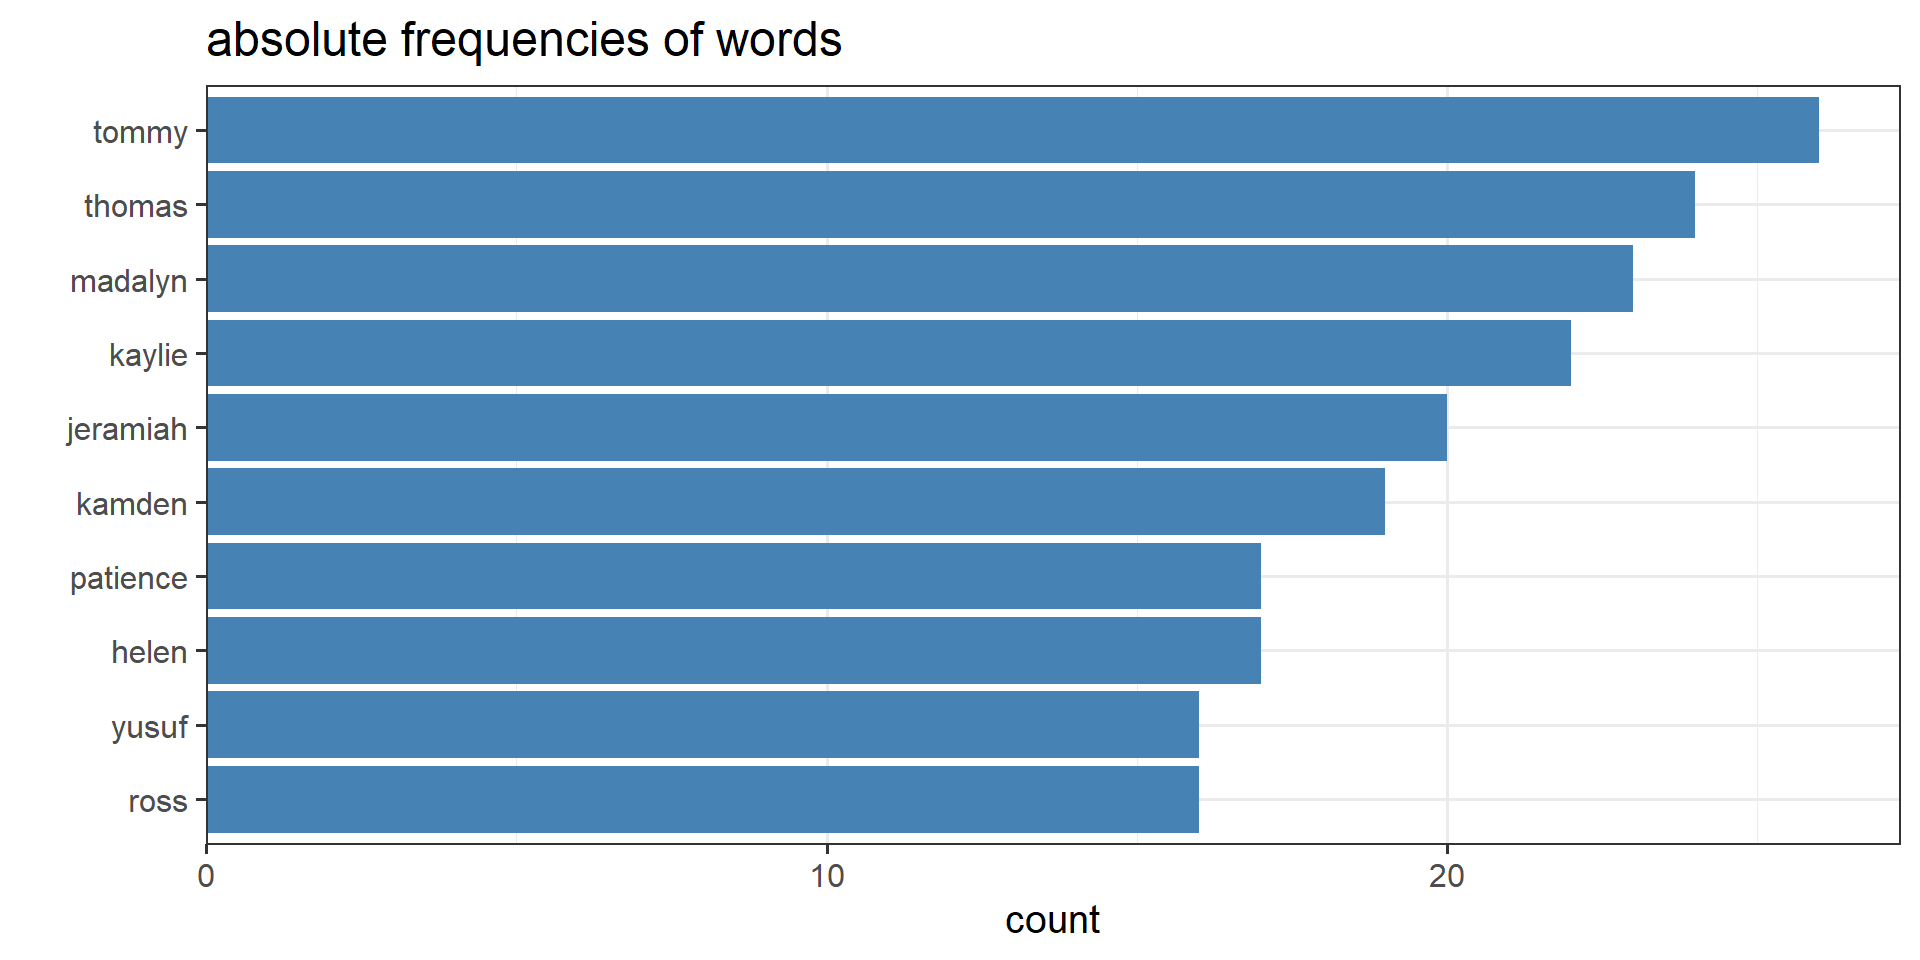 absolute frequencies of words
tommy
thomas
madalyn
kaylie
jeramiah
kamden
patience
helen
yusuf
ross
0 10 20
count